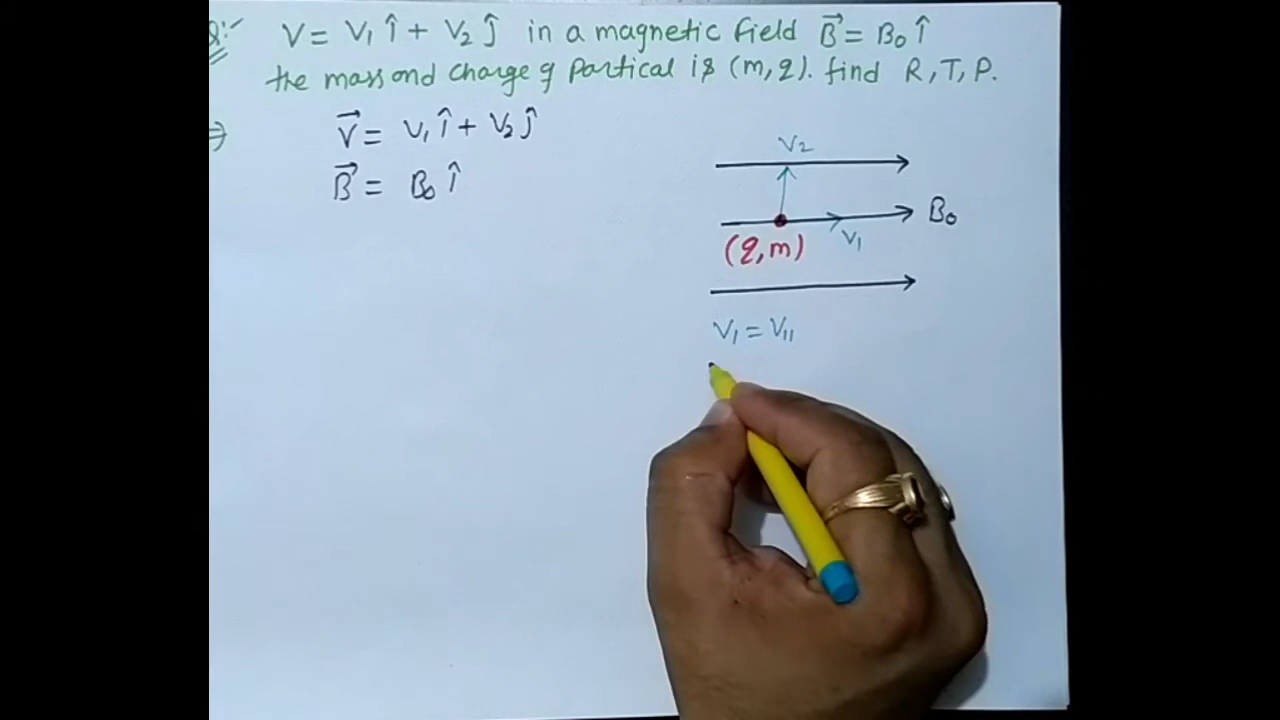 Q:-
V = V₁ î + V₂ ĵ in a magnetic field B⃗ = B₀ î
the mass and charge of Partical is (m, q). find R, T, P.
⇒ V⃗ = V₁ î + V₂ ĵ
B⃗ = B₀ î
V₂
B₀
V₁
(q, m)
V₁ = V₁₁